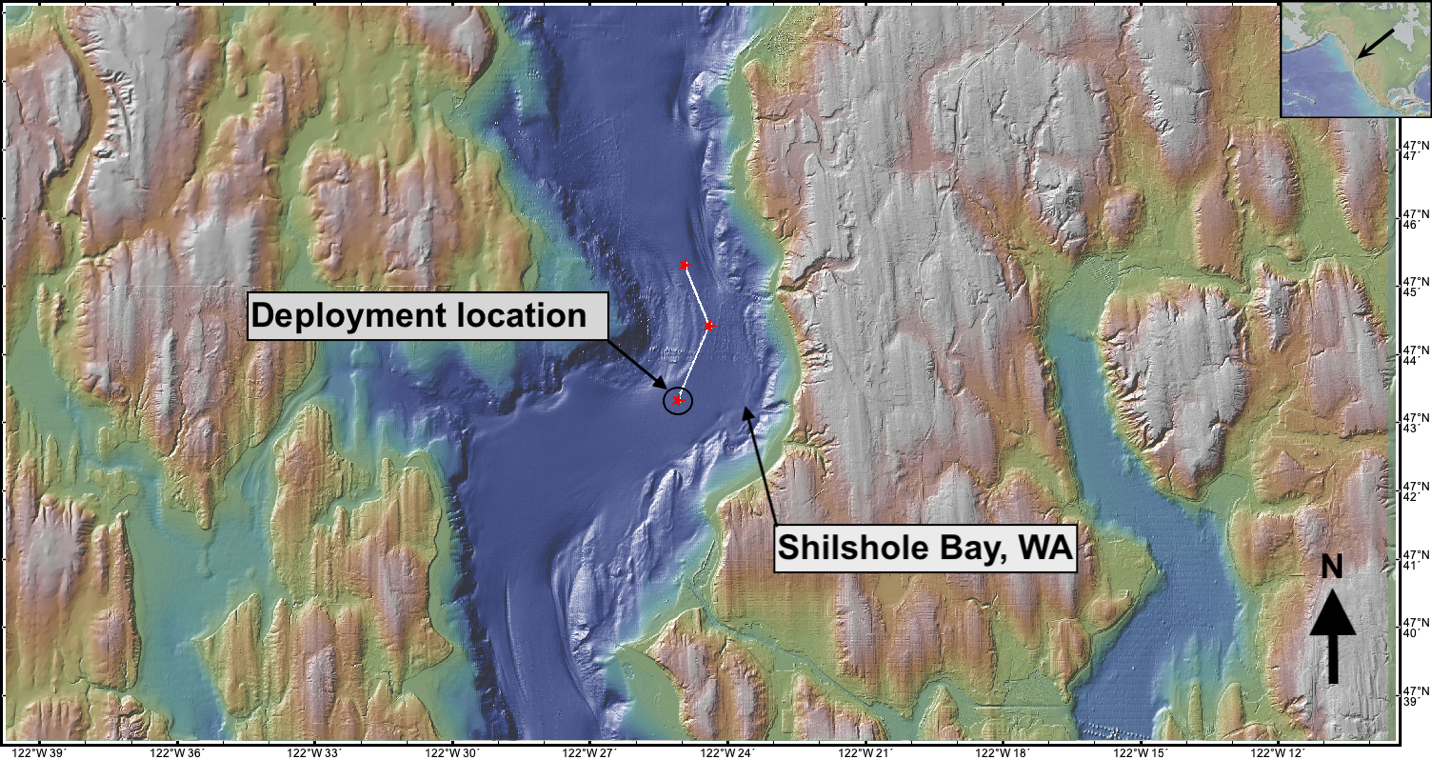 47°N
47´
47°N
46´
47°N
45´
Deployment location
47°N
44´
47°N
43´
47°N
42´
Shilshole Bay, WA
47°N
41´
N
47°N
40´
47°N
39´
122°W 39´
122°W 36´
122°W 33´
122°W 30´
122°W 27´
122°W 24´
122°W 21´
122°W 18´
122°W 15´
122°W 12´